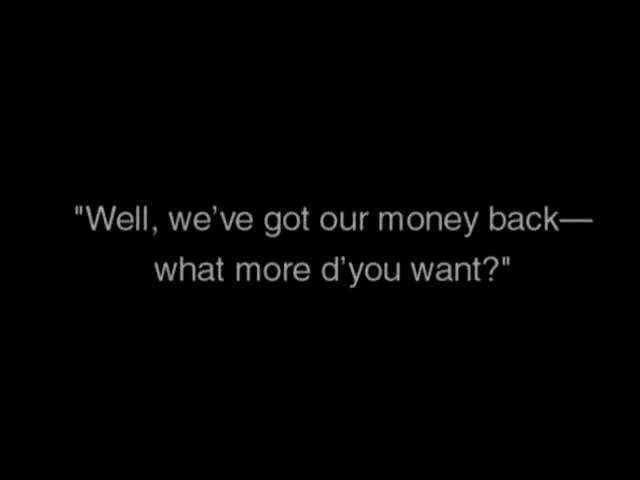 "Well, we’ve got our money back—
what more d’you want?"